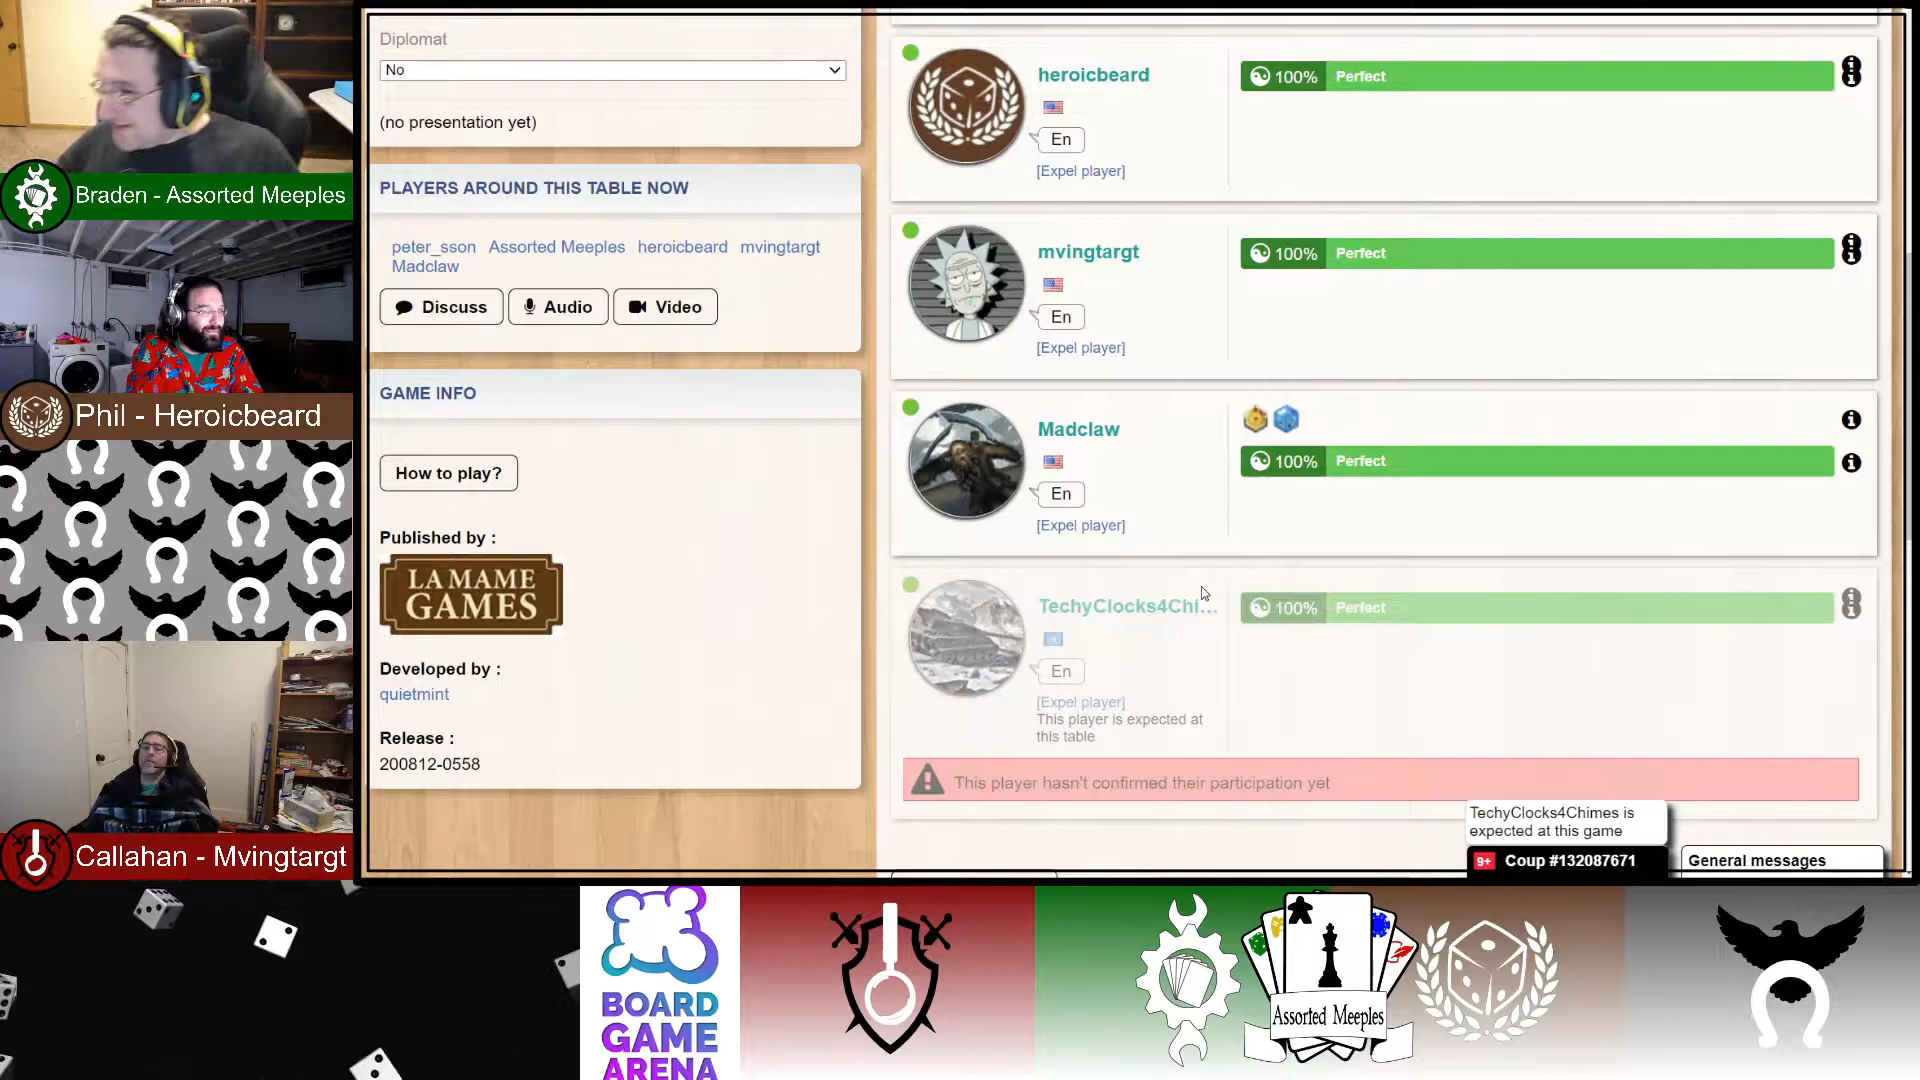 Braden - Assorted Meeples
Phil - Heroicbeard
Callahan - Mvingtargt
Diplomat
No
(no presentation yet)
PLAYERS AROUND THIS TABLE NOW
peter_sson Assorted Meeples heroicbeard mvingtargt
Madclaw
Discuss Audio Video
GAME INFO
How to play?
Published by :
LA MAME
GAMES
Developed by :
quietmint
Release :
200812-0558
heroicbeard
100% Perfect
En
[Expel player]
mvingtargt
100% Perfect
En
[Expel player]
Madclaw
100% Perfect
En
[Expel player]
TechyClocks4Chi...
100% Perfect
En
[Expel player]
This player is expected at
this table
This player hasn't confirmed their participation yet
TechyClocks4Chimes is
expected at this game
9+ Coup #132087671
General messages
BOARD
GAME
ARENA
Assorted Meeples